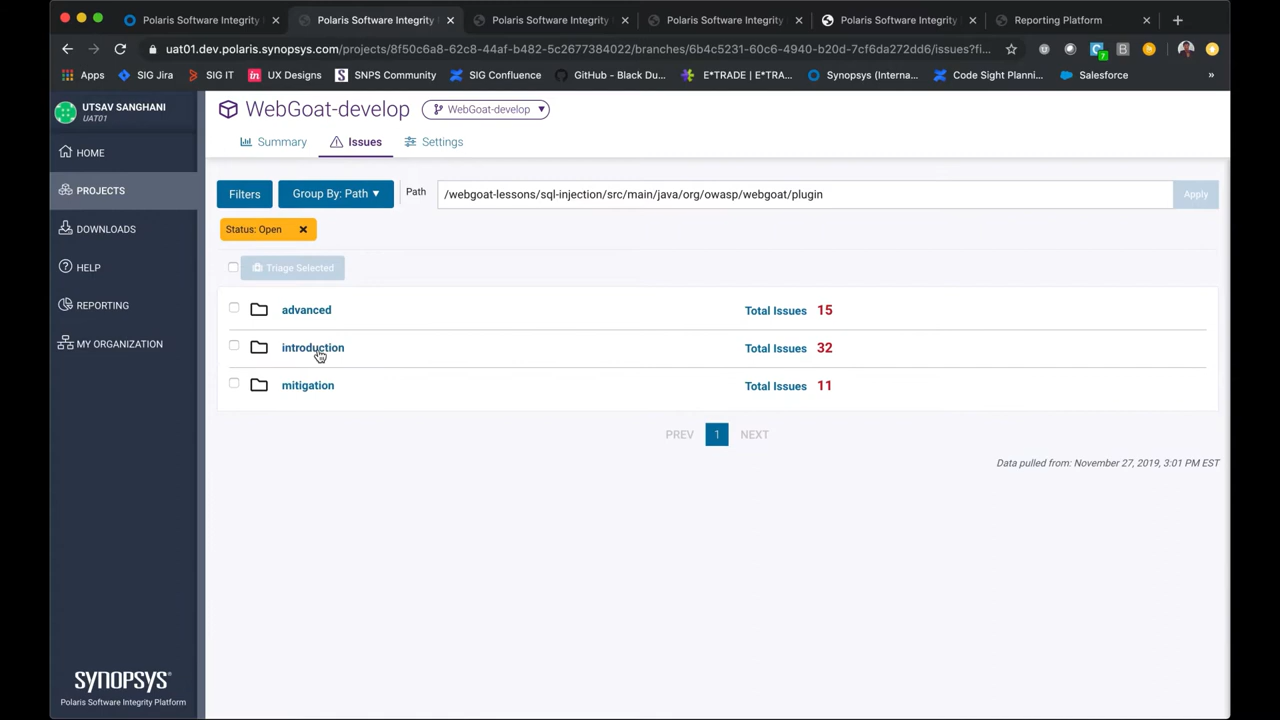 Polaris Software Integrity
Polaris Software Integrity
Polaris Software Integrity
Polaris Software Integrity
Polaris Software Integrity
Reporting Platform
uat01.dev.polaris.synopsys.com/projects/8f50c6a8-62c8-44af-b482-5c2677384022/branches/6b4c5231-60c6-4940-b20d-7cf6da272dd6/issues?fi...
7
Apps
SIG Jira
SIG IT
UX Designs
SNPS Community
SIG Confluence
GitHub - Black Du...
E*TRADE | E*TRA...
Synopsys (Interna...
Code Sight Planni...
Salesforce
»
UTSAV SANGHANI
UAT01
HOME
PROJECTS
DOWNLOADS
HELP
REPORTING
MY ORGANIZATION
SYNOPSYS®
Polaris Software Integrity Platform
WebGoat-develop
WebGoat-develop
Summary
Issues
Settings
Filters
Group By: Path
Path
/webgoat-lessons/sql-injection/src/main/java/org/owasp/webgoat/plugin
Apply
Status: Open
Triage Selected
advanced Total Issues 15
introduction Total Issues 32
mitigation Total Issues 11
PREV 1 NEXT
Data pulled from: November 27, 2019, 3:01 PM EST